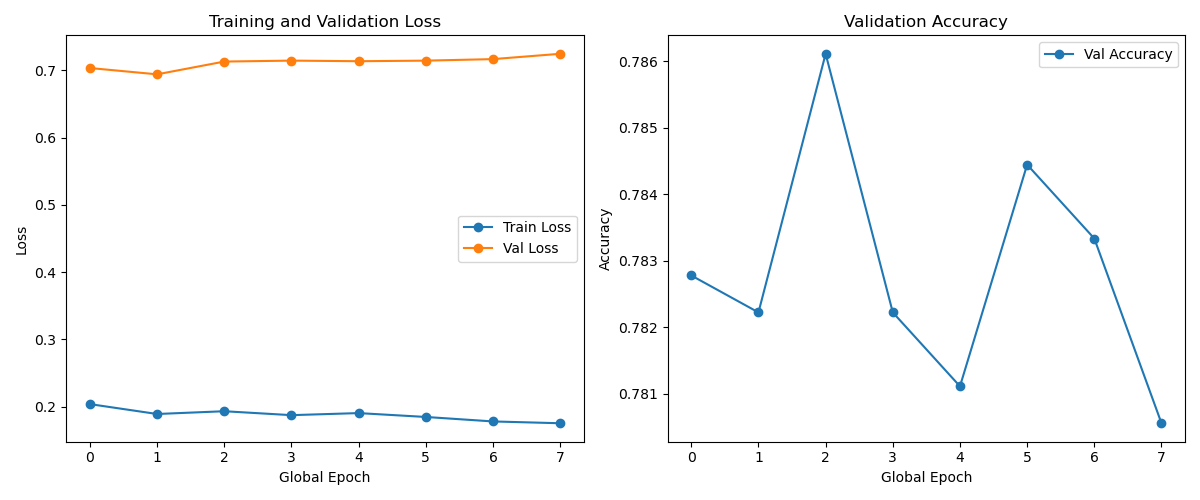 Training and Validation Loss
0.7
0.6
0.5
0.4
0.3
0.2
Loss
Train Loss
Val Loss
0 1 2 3 4 5 6 7
Global Epoch
Validation Accuracy
0.786
0.785
0.784
0.783
0.782
0.781
Accuracy
Val Accuracy
0 1 2 3 4 5 6 7
Global Epoch